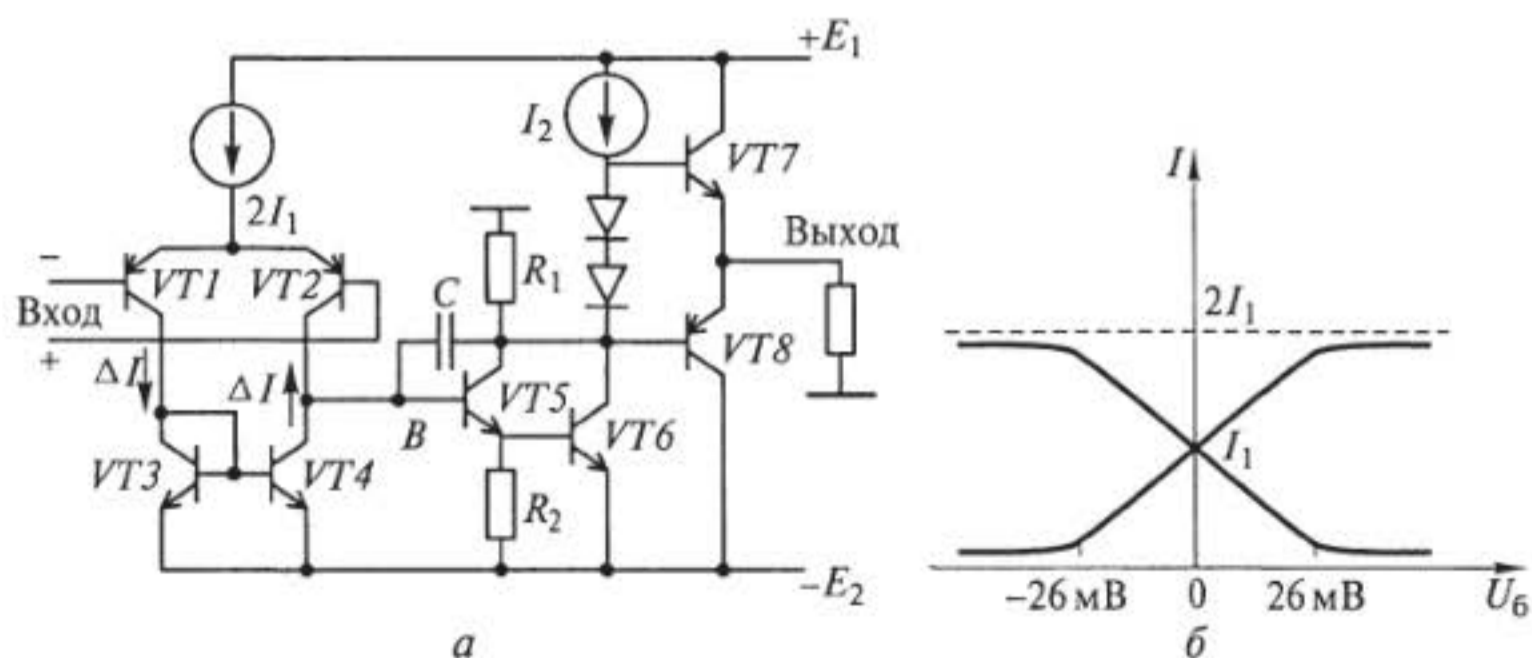 +E₁
I₂
VT7
2I₁
Выход
−
VT1
VT2
R₁
C
Вход
+
VT8
ΔI
ΔI
VT5
B
VT6
VT3
VT4
R₂
−E₂
а
I
2I₁
I₁
−26 мВ
0
26 мВ
Uб
б